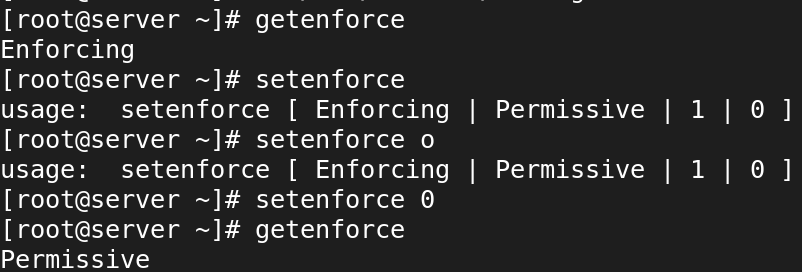 [root@server ~]# getenforce
Enforcing
[root@server ~]# setenforce
usage:  setenforce [ Enforcing | Permissive | 1 | 0 ]
[root@server ~]# setenforce o
usage:  setenforce [ Enforcing | Permissive | 1 | 0 ]
[root@server ~]# setenforce 0
[root@server ~]# getenforce
Permissive